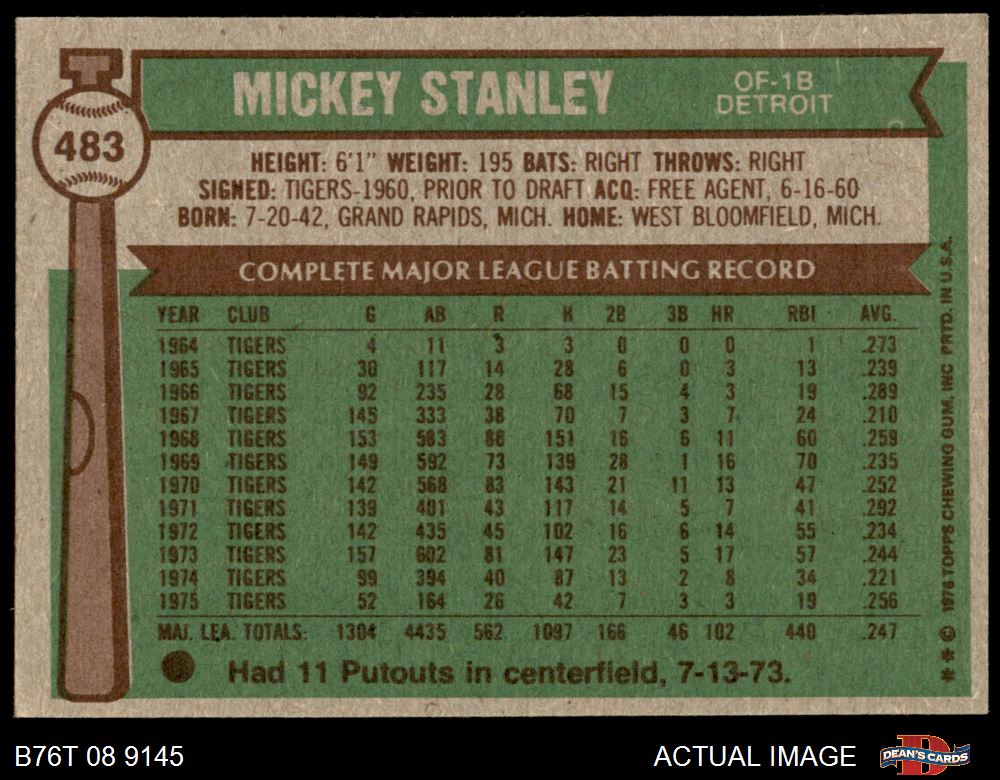 MICKEY STANLEY
OF-1B
DETROIT
483
HEIGHT: 6'1" WEIGHT: 195 BATS: RIGHT THROWS: RIGHT
SIGNED: TIGERS-1960, PRIOR TO DRAFT ACQ: FREE AGENT, 6-16-60
BORN: 7-20-42, GRAND RAPIDS, MICH. HOME: WEST BLOOMFIELD, MICH.
COMPLETE MAJOR LEAGUE BATTING RECORD
YEAR CLUB G AB R H 2B 3B HR RBI AVG.
1964 TIGERS 4 11 3 3 0 0 0 1 .273
1965 TIGERS 30 117 14 28 6 0 3 13 .239
1966 TIGERS 92 235 28 68 15 4 3 19 .289
1967 TIGERS 145 333 38 70 7 3 7 24 .210
1968 TIGERS 153 583 88 151 16 6 11 60 .259
1969 TIGERS 149 592 73 139 28 1 16 70 .235
1970 TIGERS 142 568 83 143 21 11 13 47 .252
1971 TIGERS 139 401 43 117 14 5 7 41 .292
1972 TIGERS 142 435 45 102 16 6 14 55 .234
1973 TIGERS 157 602 81 147 23 5 17 57 .244
1974 TIGERS 99 394 40 87 13 2 8 34 .221
1975 TIGERS 52 164 26 42 7 3 3 19 .256
MAJ. LEA. TOTALS: 1304 4435 562 1097 166 46 102 440 .247
Had 11 Putouts in centerfield, 7-13-73.
** © 1976 TOPPS CHEWING GUM, INC PRTD. IN U.S.A.
B76T 08 9145
ACTUAL IMAGE
D
DEAN'S CARDS